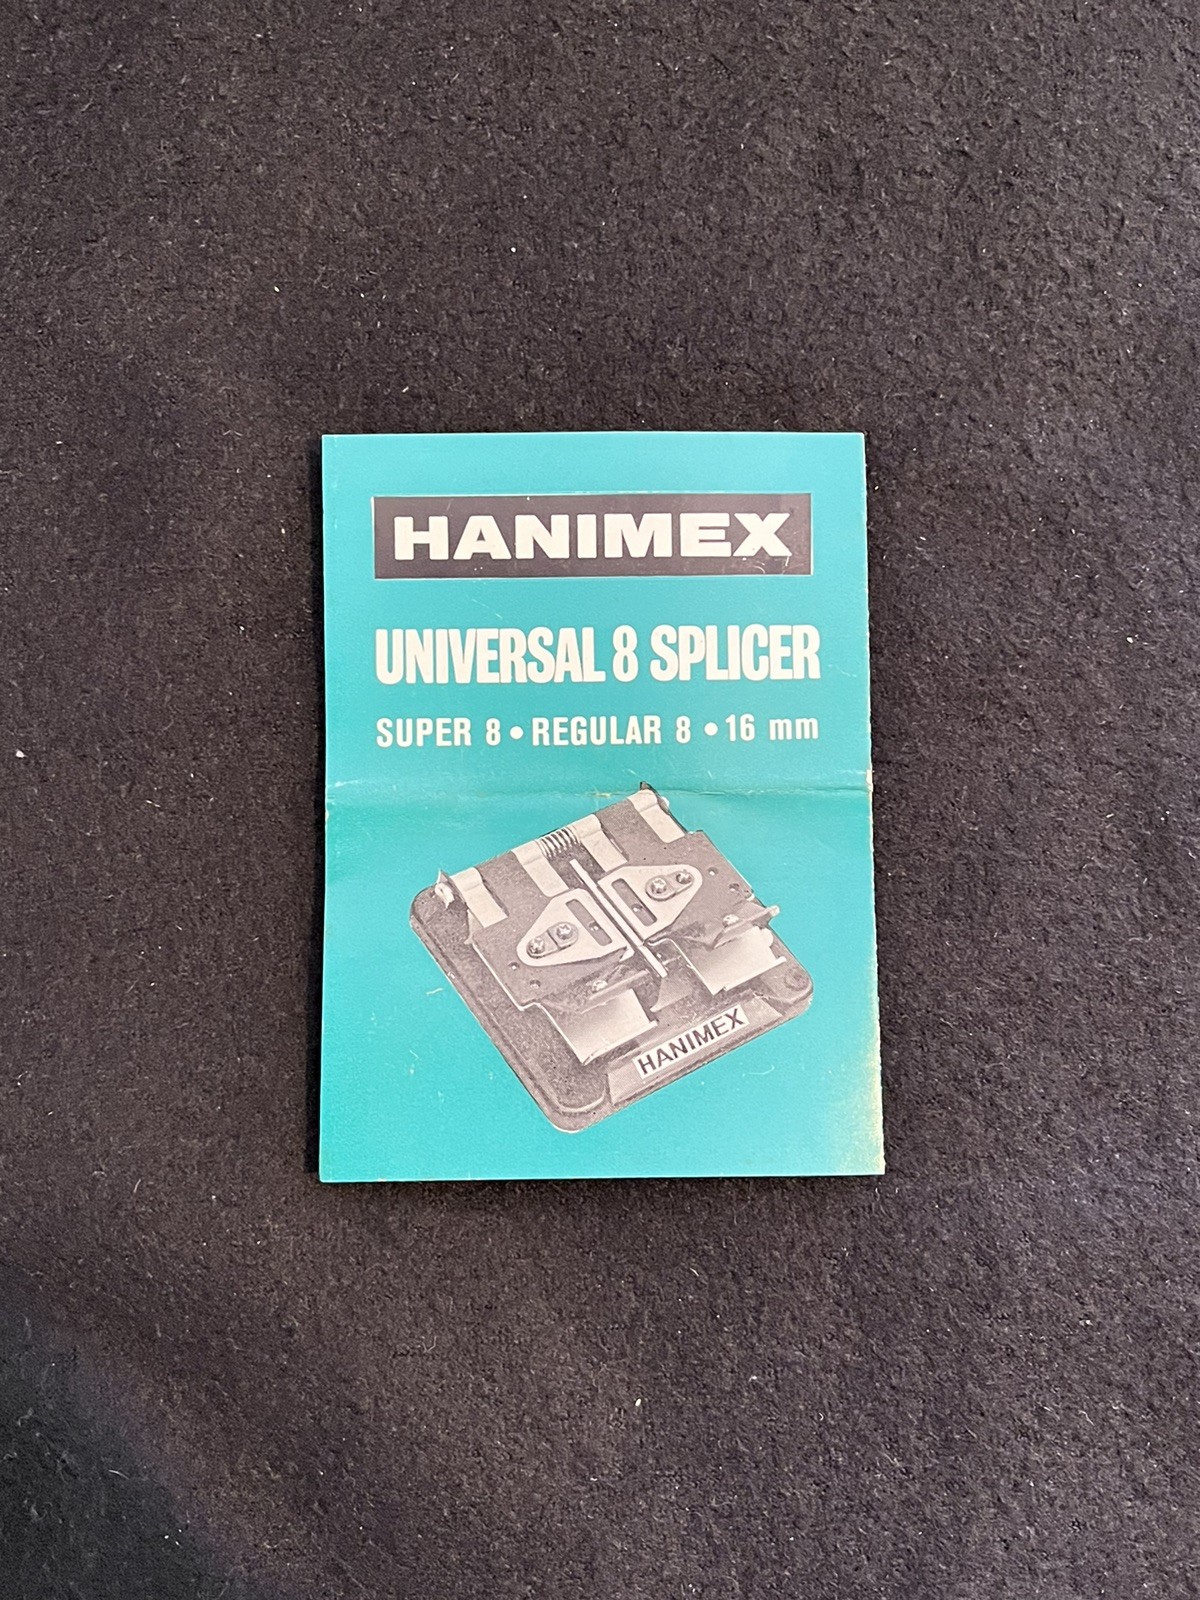 HANIMEX
UNIVERSAL 8 SPLICER
SUPER 8 • REGULAR 8 • 16 mm
HANIMEX